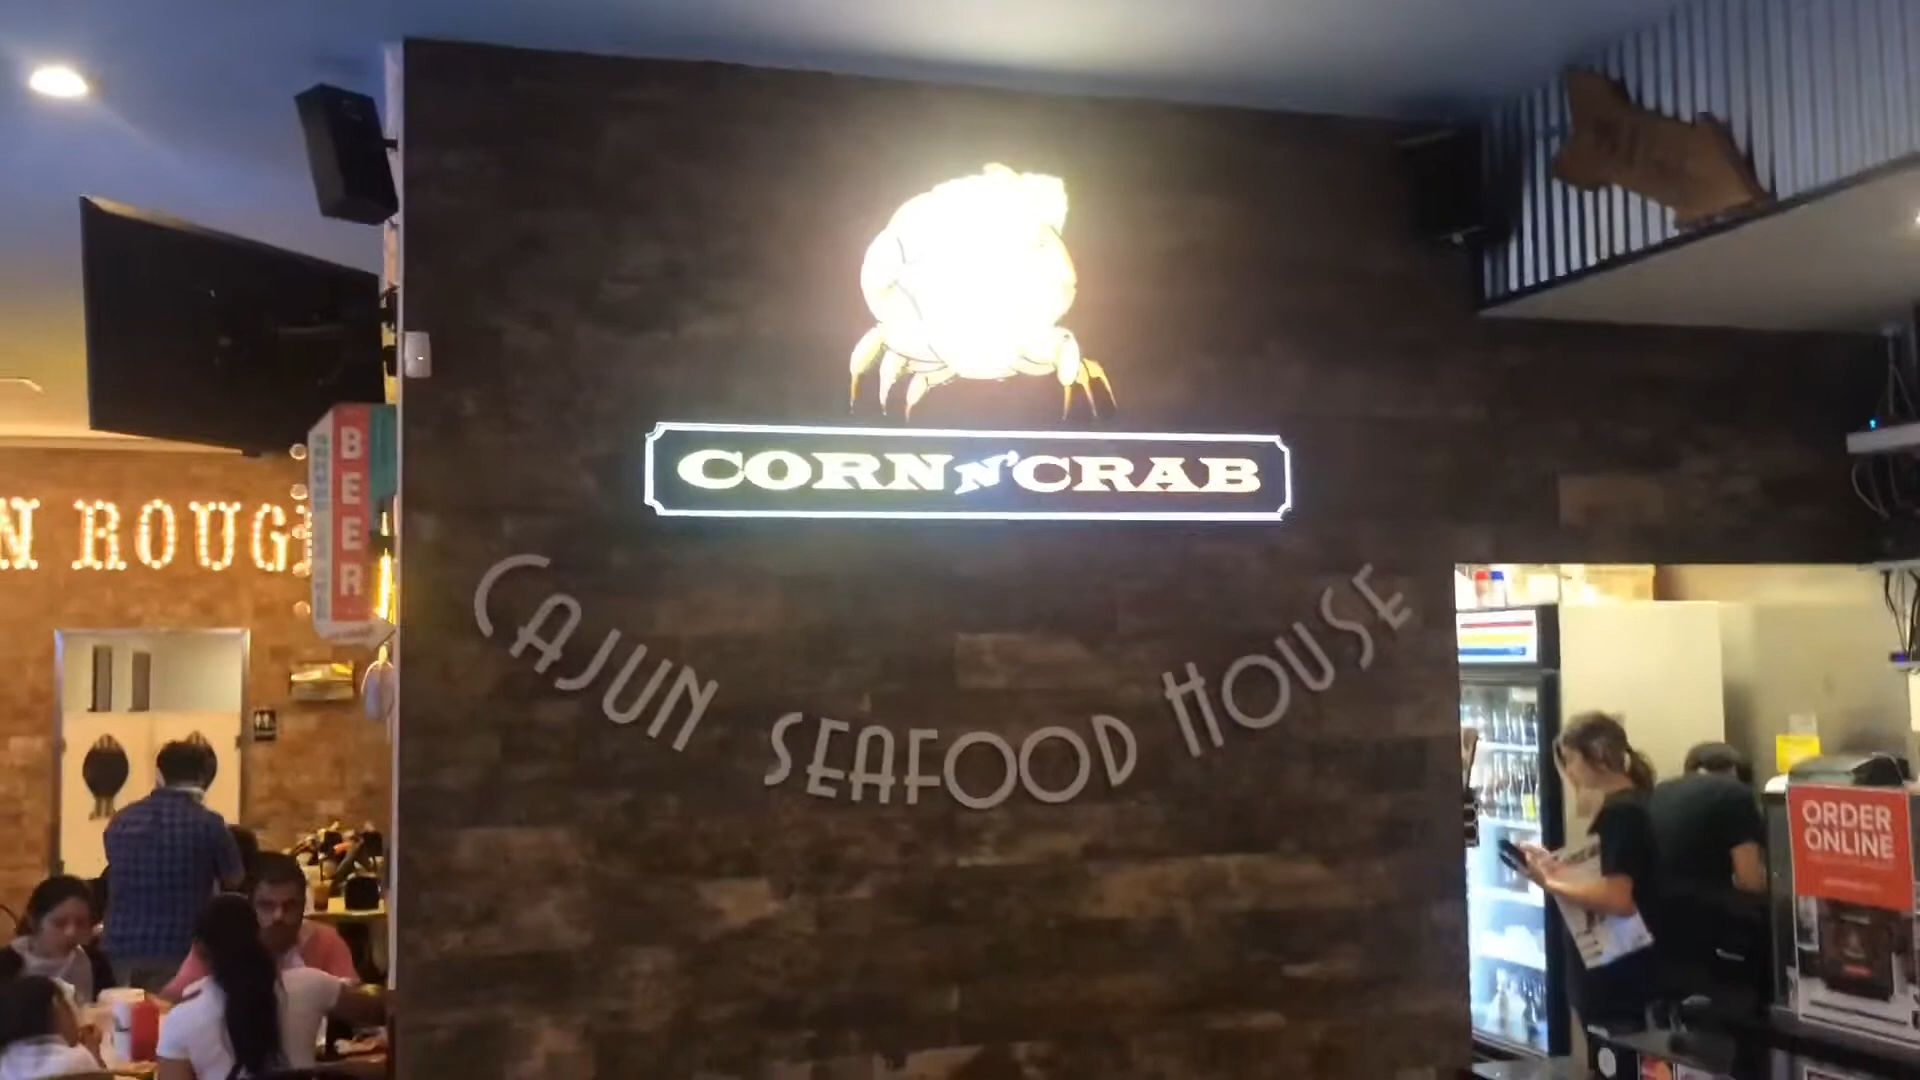 CORN N' CRAB
CAJUN SEAFOOD HOUSE
BEER
N ROUG
ORDER
ONLINE